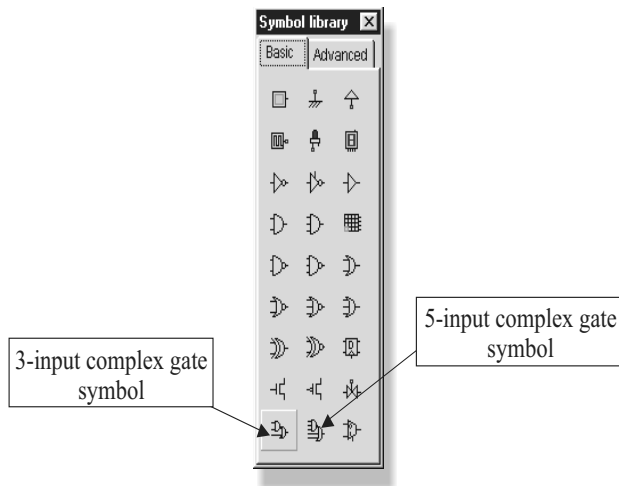 Symbol library
Basic
Advanced
5-input complex gate
symbol
3-input complex gate
symbol